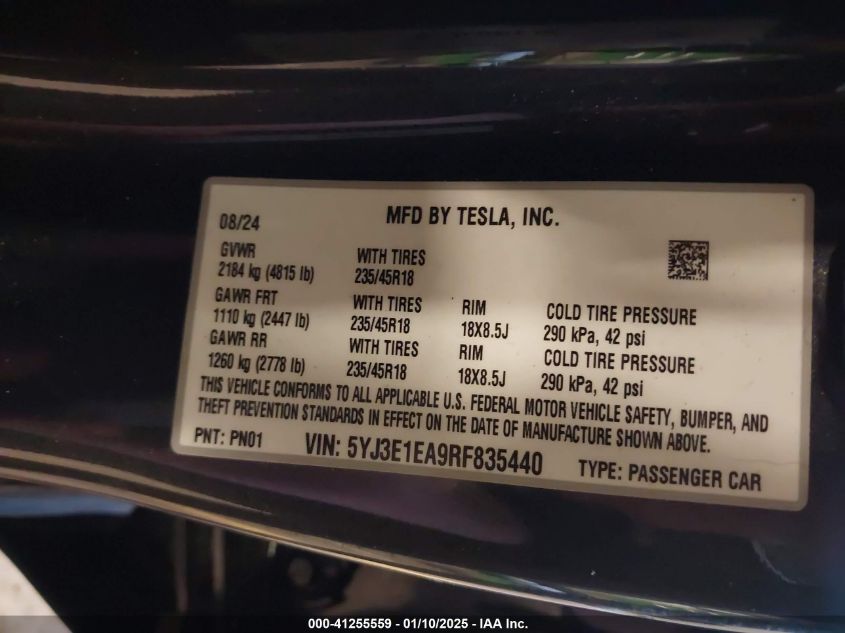 MFD BY TESLA, INC.
08/24
GVWR
2184 kg (4815 lb)
WITH TIRES
235/45R18
GAWR FRT
1110 kg (2447 lb)
WITH TIRES
235/45R18
RIM
18X8.5J
COLD TIRE PRESSURE
290 kPa, 42 psi
GAWR RR
1260 kg (2778 lb)
WITH TIRES
235/45R18
RIM
18X8.5J
COLD TIRE PRESSURE
290 kPa, 42 psi
THIS VEHICLE CONFORMS TO ALL APPLICABLE U.S. FEDERAL MOTOR VEHICLE SAFETY, BUMPER, AND
THEFT PREVENTION STANDARDS IN EFFECT ON THE DATE OF MANUFACTURE SHOWN ABOVE.
PNT: PN01
VIN: 5YJ3E1EA9RF835440
TYPE: PASSENGER CAR
000-41255559 - 01/10/2025 - IAA Inc.